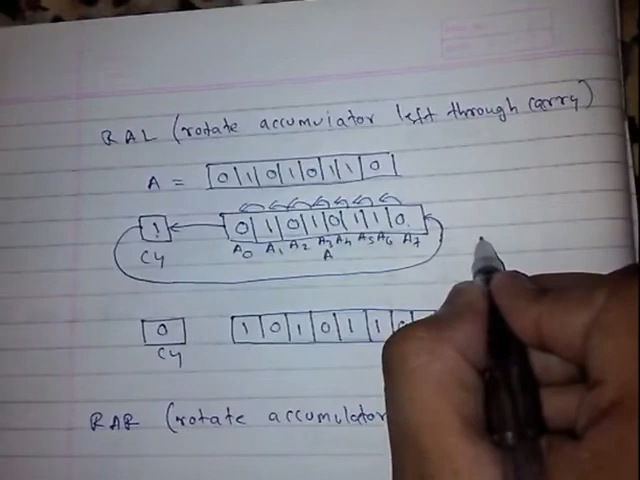 RAL (rotate accumulator left through carry)
A = 0 1 0 1 0 1 1 0
1 0 1 0 1 0 1 1 0
CY A0 A1 A2 A3 A4 A5 A6 A7
A
0 1 0 1 0 1 1 0
CY
RAR (rotate accumulator